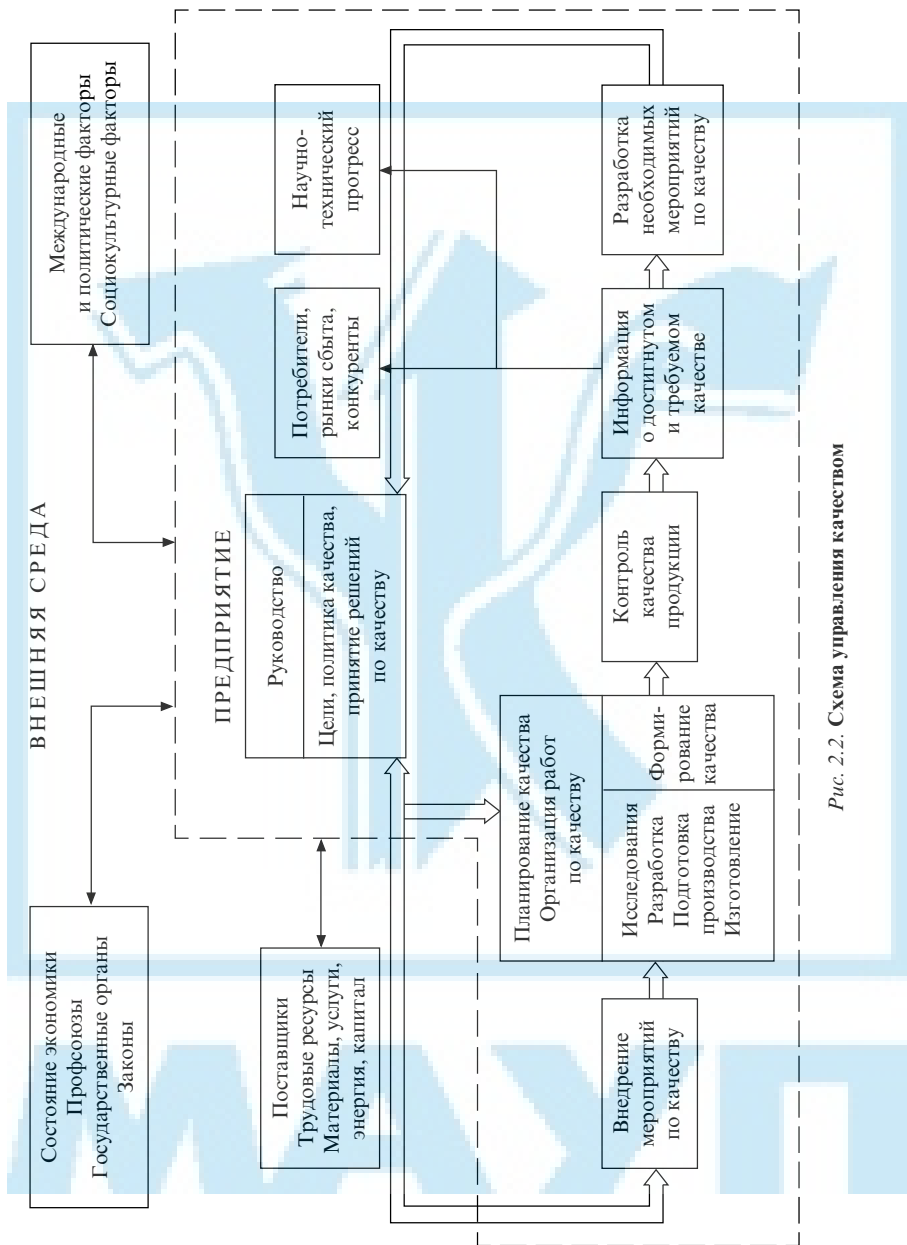 ВНЕШНЯЯ СРЕДА
Состояние экономики
Профсоюзы
Государственные органы
Законы
Международные
и политические факторы
Социокультурные факторы
Поставщики
Трудовые ресурсы
Материалы, услуги,
энергия, капитал
ПРЕДПРИЯТИЕ
Руководство
Цели, политика качества,
принятие решений
по качеству
Потребители,
рынки сбыта,
конкуренты
Научно-
технический
прогресс
Внедрение
мероприятий
по качеству
Планирование качества
Организация работ
по качеству
Исследования
Разработка
Подготовка
производства
Изготовление
Форми-
рование
качества
Контроль
качества
продукции
Информация
о достигнутом
и требуемом
качестве
Разработка
необходимых
мероприятий
по качеству
Рис. 2.2. Схема управления качеством
МАУП